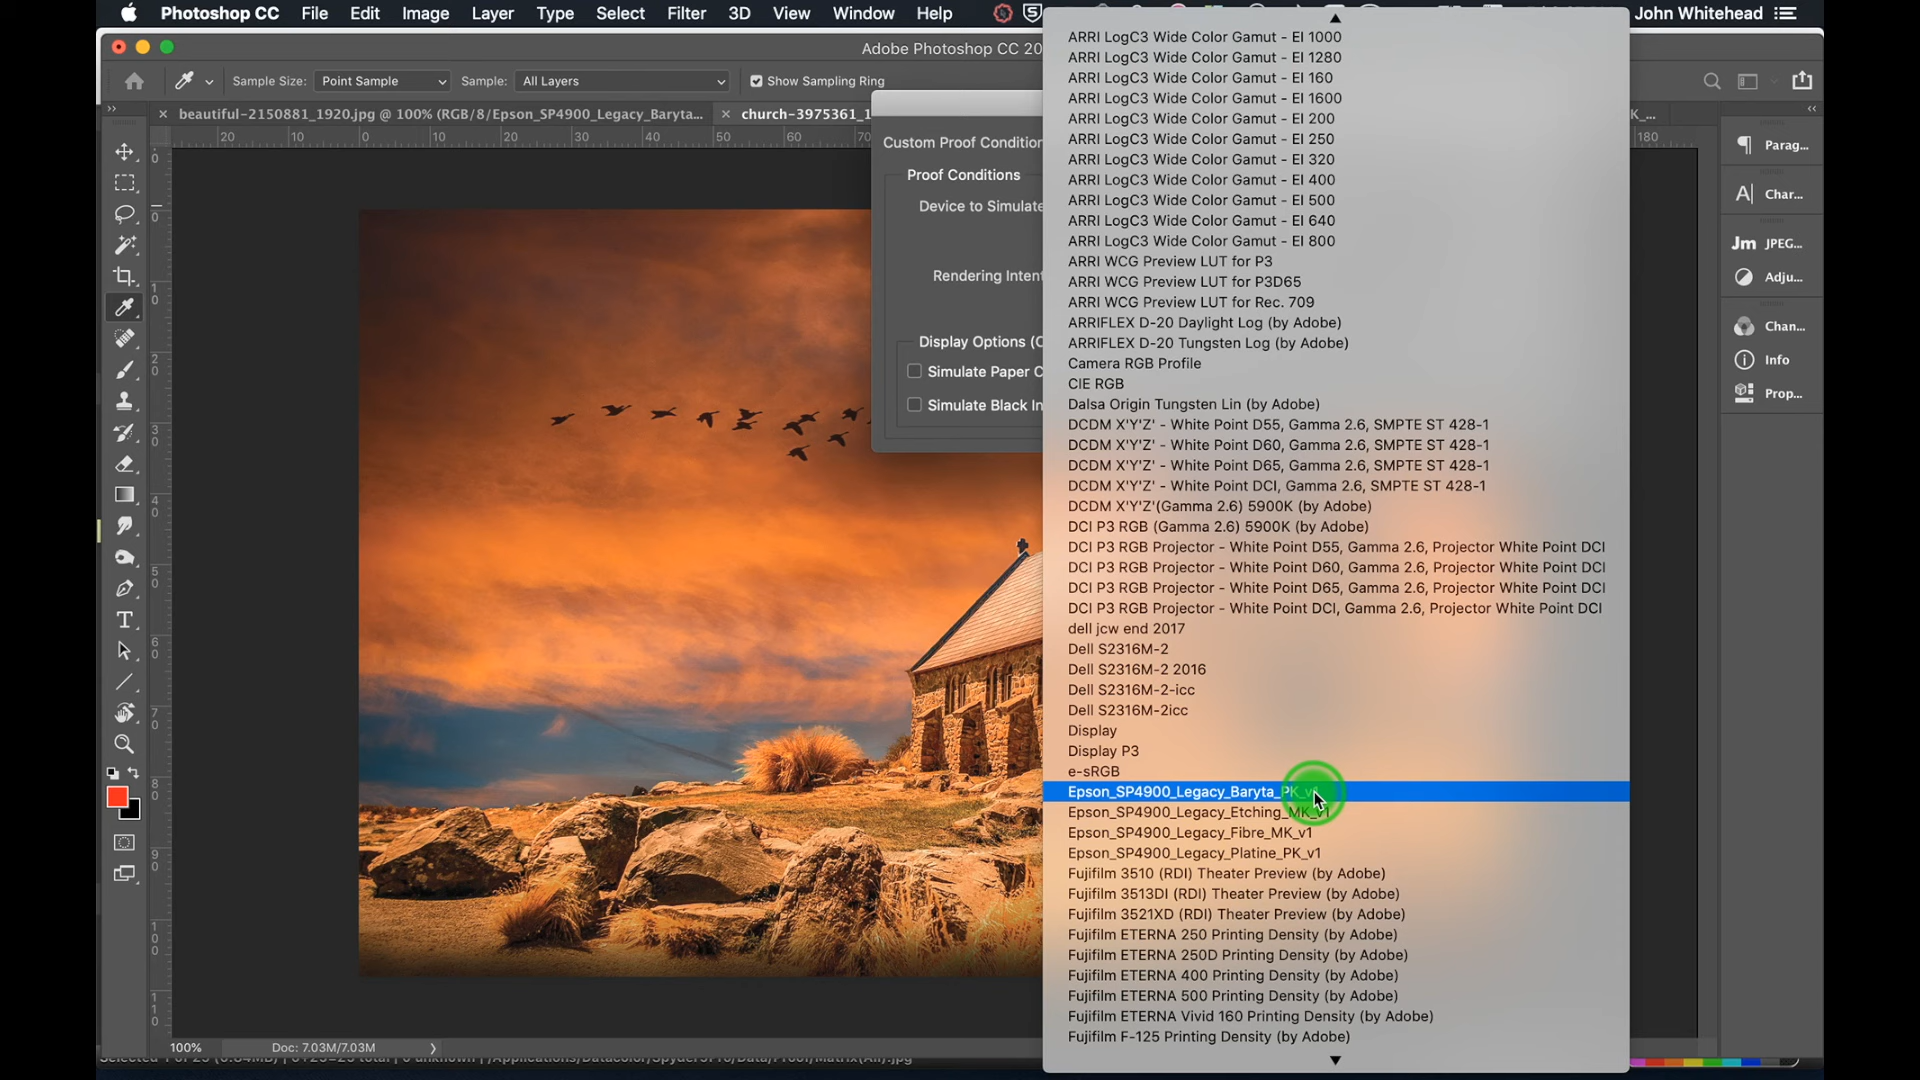 Photoshop CC File Edit Image Layer Type Select Filter 3D View Window Help John Whitehead
Adobe Photoshop CC 20
Sample Size: Point Sample Sample: All Layers Show Sampling Ring
× beautiful-2150881_1920.jpg @ 100% (RGB/8/Epsom_SP4900_Legacy_Baryta... × church-3975361_1 K_...
20 10 0 10 20 30 40 50 60 70 180
Custom Proof Condition
Proof Conditions
Device to Simulate
Rendering Intent
Display Options (O
Simulate Paper C
Simulate Black In
ARRI LogC3 Wide Color Gamut - EI 1000
ARRI LogC3 Wide Color Gamut - EI 1280
ARRI LogC3 Wide Color Gamut - EI 160
ARRI LogC3 Wide Color Gamut - EI 1600
ARRI LogC3 Wide Color Gamut - EI 200
ARRI LogC3 Wide Color Gamut - EI 250
ARRI LogC3 Wide Color Gamut - EI 320
ARRI LogC3 Wide Color Gamut - EI 400
ARRI LogC3 Wide Color Gamut - EI 500
ARRI LogC3 Wide Color Gamut - EI 640
ARRI LogC3 Wide Color Gamut - EI 800
ARRI WCG Preview LUT for P3
ARRI WCG Preview LUT for P3D65
ARRI WCG Preview LUT for Rec. 709
ARRIFLEX D-20 Daylight Log (by Adobe)
ARRIFLEX D-20 Tungsten Log (by Adobe)
Camera RGB Profile
CIE RGB
Dalsa Origin Tungsten Lin (by Adobe)
DCDM X'Y'Z' - White Point D55, Gamma 2.6, SMPTE ST 428-1
DCDM X'Y'Z' - White Point D60, Gamma 2.6, SMPTE ST 428-1
DCDM X'Y'Z' - White Point D65, Gamma 2.6, SMPTE ST 428-1
DCDM X'Y'Z' - White Point DCI, Gamma 2.6, SMPTE ST 428-1
DCDM X'Y'Z'(Gamma 2.6) 5900K (by Adobe)
DCI P3 RGB (Gamma 2.6) 5900K (by Adobe)
DCI P3 RGB Projector - White Point D55, Gamma 2.6, Projector White Point DCI
DCI P3 RGB Projector - White Point D60, Gamma 2.6, Projector White Point DCI
DCI P3 RGB Projector - White Point D65, Gamma 2.6, Projector White Point DCI
DCI P3 RGB Projector - White Point DCI, Gamma 2.6, Projector White Point DCI
dell jcw end 2017
Dell S2316M-2
Dell S2316M-2 2016
Dell S2316M-2-icc
Dell S2316M-2icc
Display
Display P3
e-sRGB
Epson_SP4900_Legacy_Baryta_PK_v1
Epson_SP4900_Legacy_Etching_MK_v1
Epson_SP4900_Legacy_Fibre_MK_v1
Epson_SP4900_Legacy_Platine_PK_v1
Fujifilm 3510 (RDI) Theater Preview (by Adobe)
Fujifilm 3513DI (RDI) Theater Preview (by Adobe)
Fujifilm 3521XD (RDI) Theater Preview (by Adobe)
Fujifilm ETERNA 250 Printing Density (by Adobe)
Fujifilm ETERNA 250D Printing Density (by Adobe)
Fujifilm ETERNA 400 Printing Density (by Adobe)
Fujifilm ETERNA 500 Printing Density (by Adobe)
Fujifilm ETERNA Vivid 160 Printing Density (by Adobe)
Fujifilm F-125 Printing Density (by Adobe)
Parag...
Char...
Jm JPEG...
Adju...
Chan...
Info
Prop...
100% Doc: 7.03M/7.03M